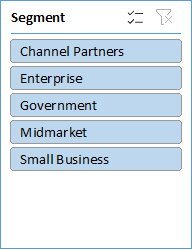 Segment
Channel Partners
Enterprise
Government
Midmarket
Small Business